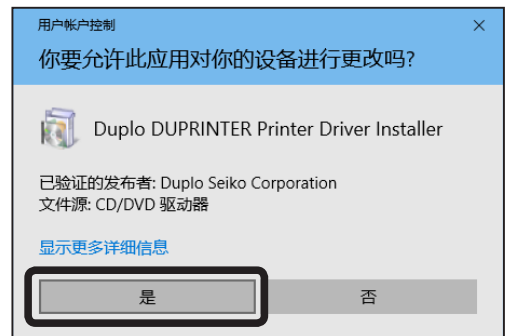 用户帐户控制
你要允许此应用对你的设备进行更改吗?
Duplo DUPRINTER Printer Driver Installer
已验证的发布者: Duplo Seiko Corporation
文件源: CD/DVD 驱动器
显示更多详细信息
是
否